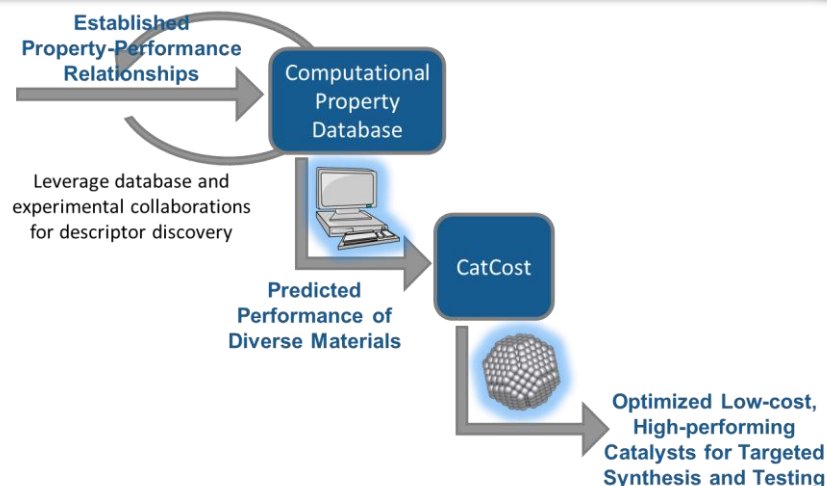 Established
Property-Performance
Relationships
Computational
Property
Database
Leverage database and
experimental collaborations
for descriptor discovery
CatCost
Predicted
Performance of
Diverse Materials
Optimized Low-cost,
High-performing
Catalysts for Targeted
Synthesis and Testing